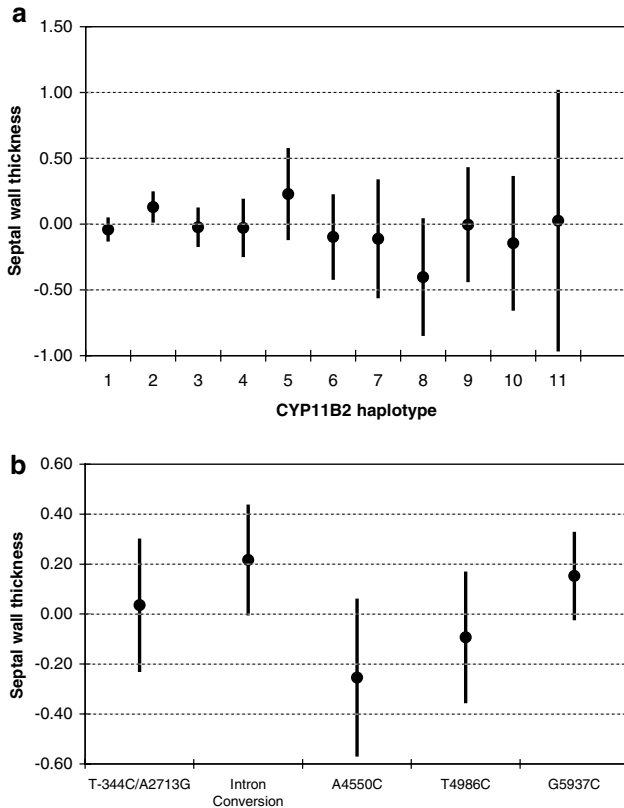 a
Septal wall thickness
1.50
1.00
0.50
0.00
-0.50
-1.00
1 2 3 4 5 6 7 8 9 10 11
CYP11B2 haplotype
b
Septal wall thickness
0.60
0.40
0.20
0.00
-0.20
-0.40
-0.60
T-344C/A2713G Intron Conversion A4550C T4986C G5937C